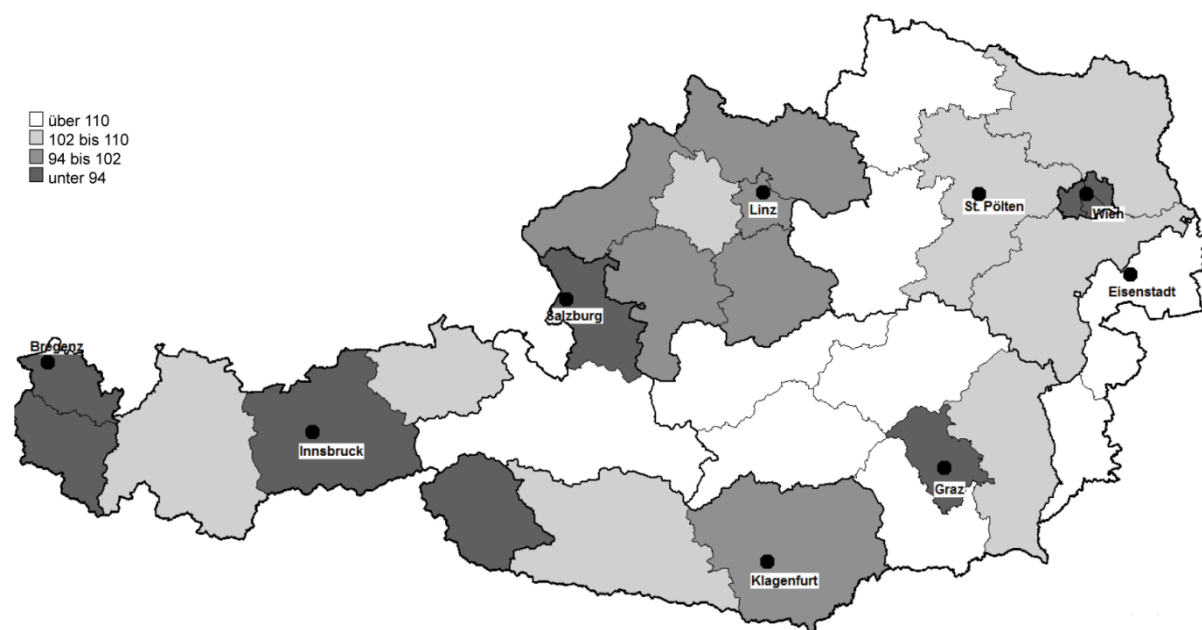 über 110
102 bis 110
94 bis 102
unter 94
Linz
St. Pölten
Wien
Eisenstadt
Salzburg
Bregenz
Innsbruck
Graz
Klagenfurt